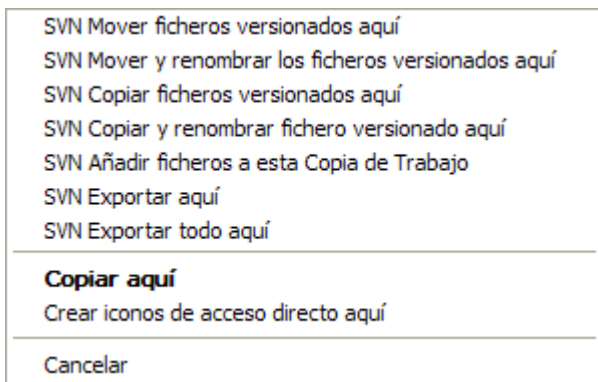 SVN Mover ficheros versionados aquí
SVN Mover y renombrar los ficheros versionados aquí
SVN Copiar ficheros versionados aquí
SVN Copiar y renombrar fichero versionado aquí
SVN Añadir ficheros a esta Copia de Trabajo
SVN Exportar aquí
SVN Exportar todo aquí
Copiar aquí
Crear iconos de acceso directo aquí
Cancelar